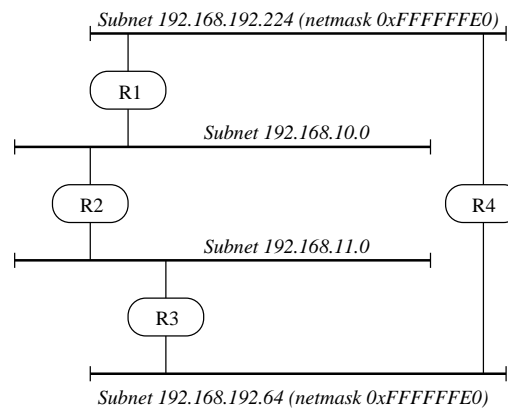 Subnet 192.168.192.224 (netmask 0xFFFFFFE0)
R1
Subnet 192.168.10.0
R2
R4
Subnet 192.168.11.0
R3
Subnet 192.168.192.64 (netmask 0xFFFFFFE0)